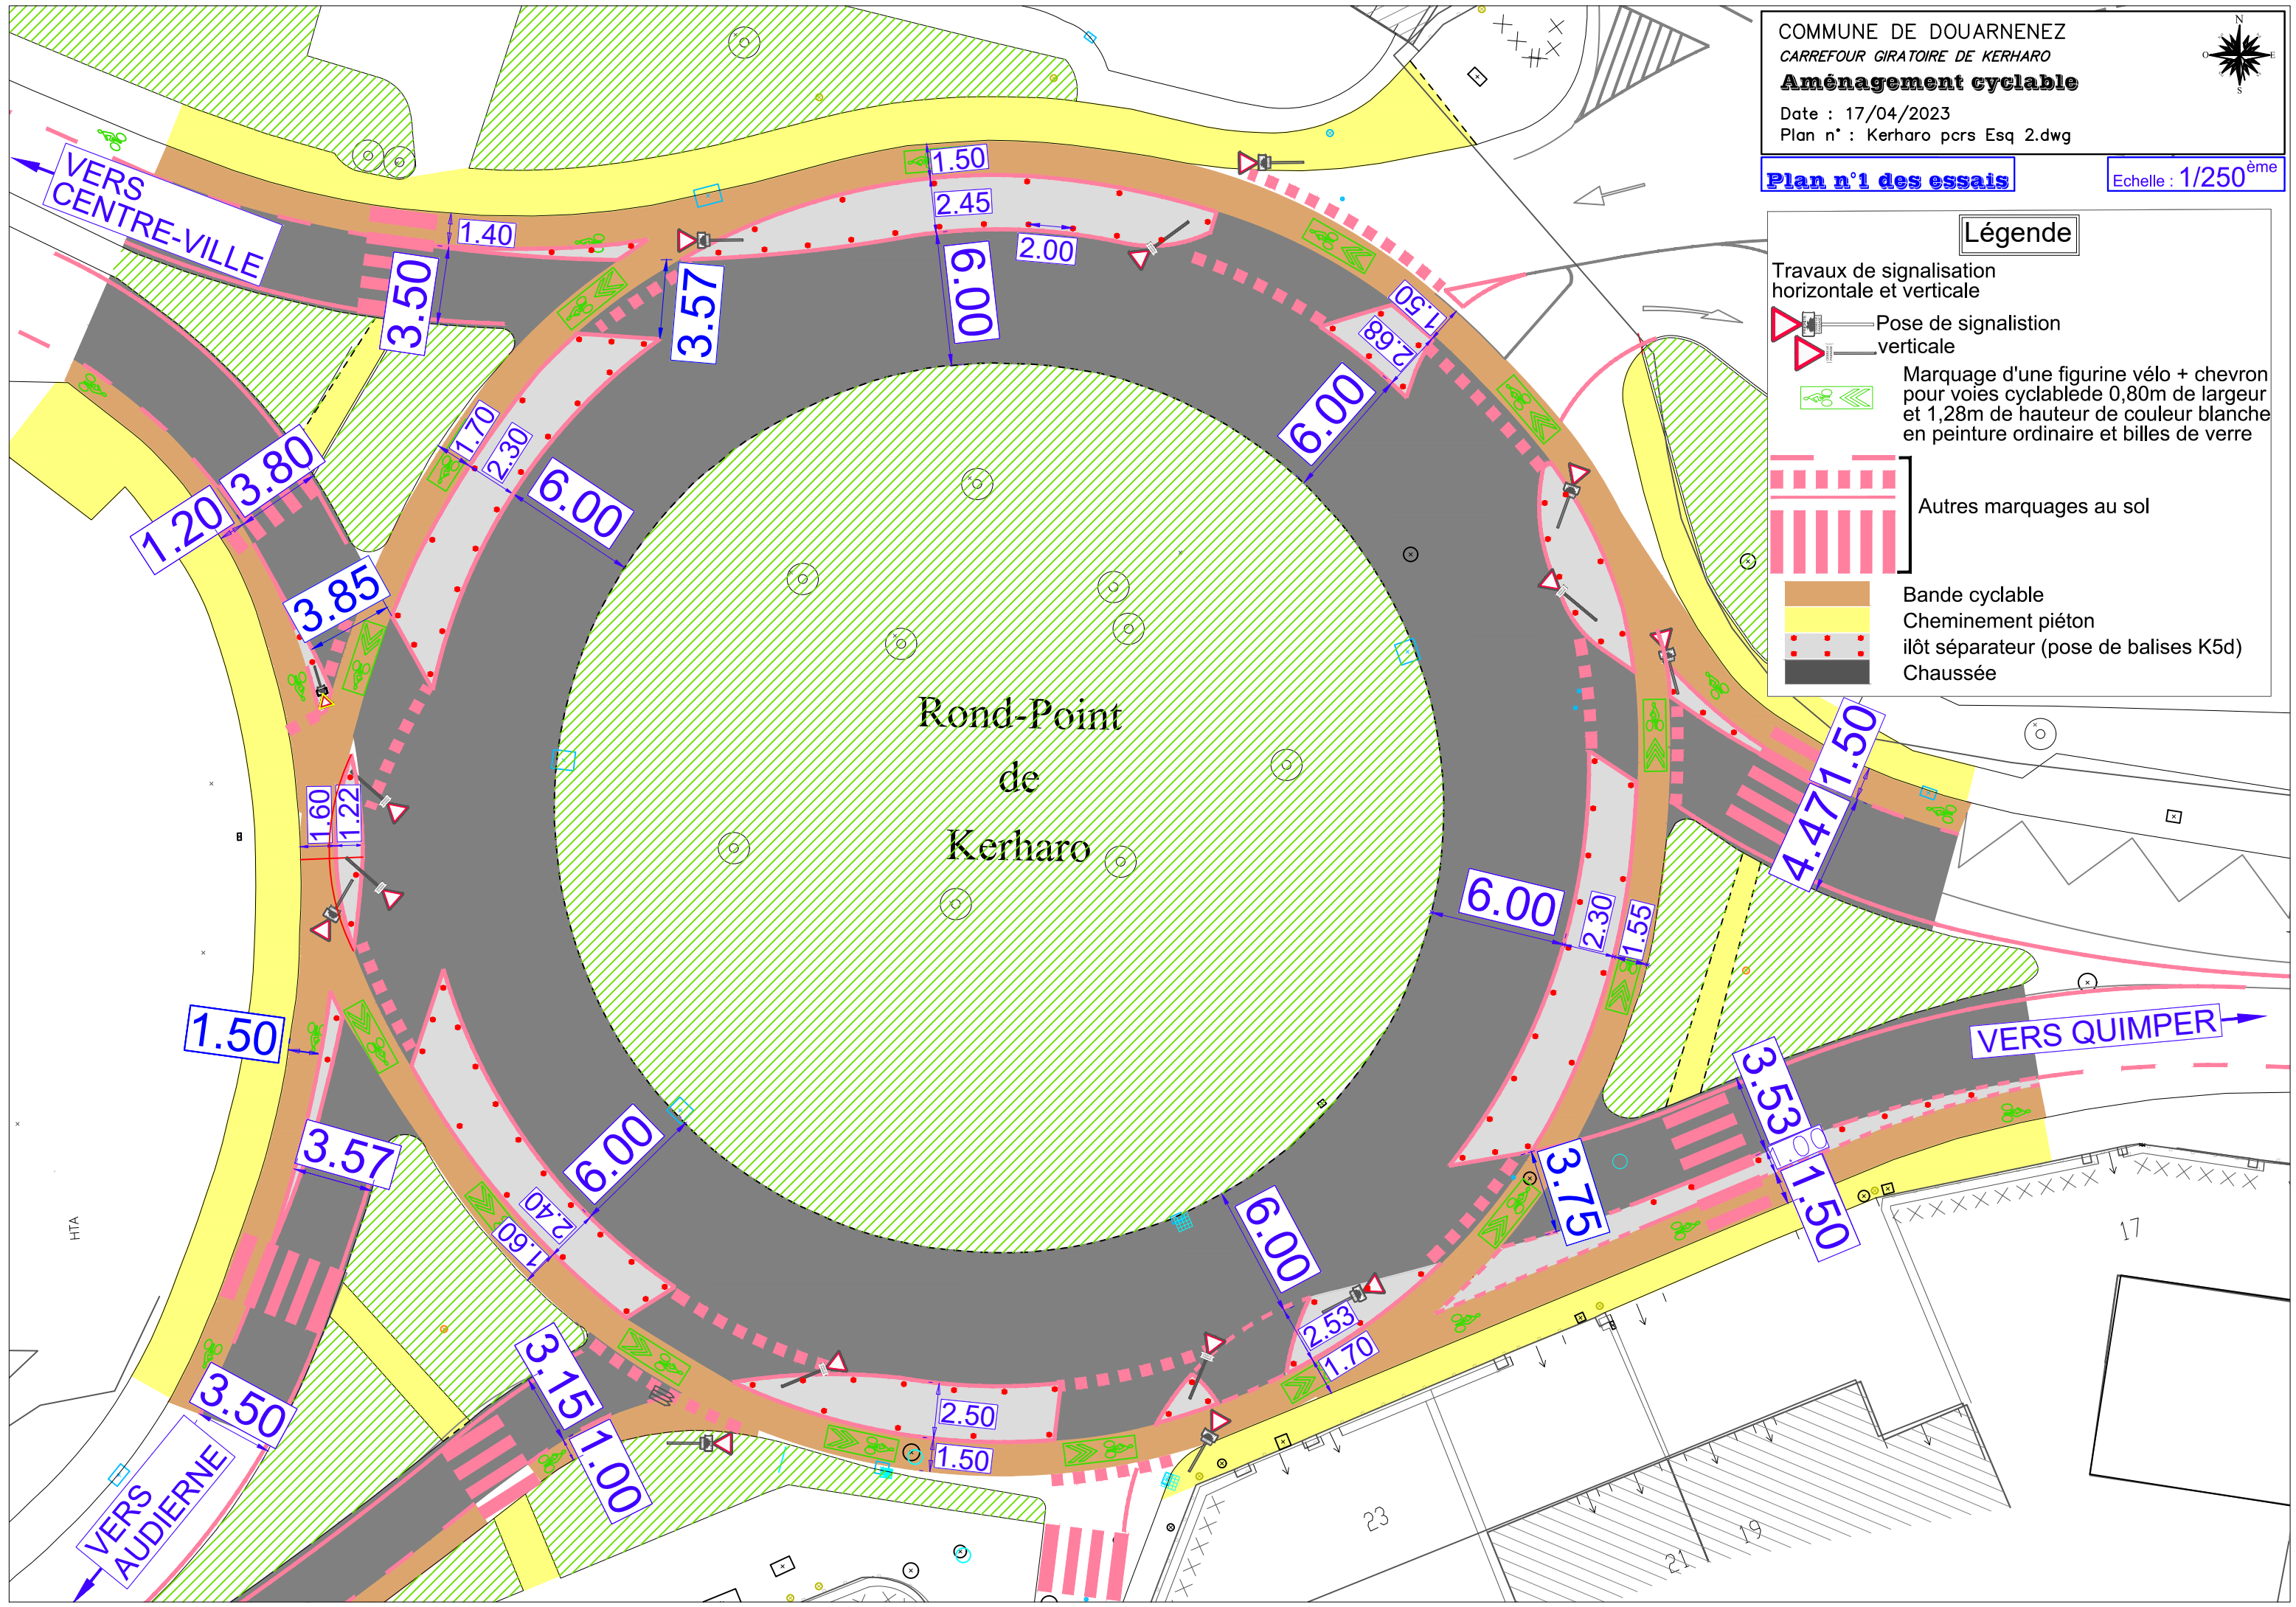 COMMUNE DE DOUARNENEZ
CARREFOUR GIRATOIRE DE KERHARO
Aménagement cyclable
Date : 17/04/2023
Plan n° : Kerharo pcrs Esq 2.dwg
N
O
E
S
Plan n°1 des essais
Echelle : 1/250ème
Légende
Travaux de signalisation
horizontale et verticale
Pose de signalistion
verticale
Marquage d'une figurine vélo + chevron
pour voies cyclablede 0,80m de largeur
et 1,28m de hauteur de couleur blanche
en peinture ordinaire et billes de verre
Autres marquages au sol
Bande cyclable
Cheminement piéton
ilôt séparateur (pose de balises K5d)
Chaussée
VERS
CENTRE-VILLE
1.40
3.50
3.57
1.50
2.45
2.00
6.00
1.50
2.68
6.00
1.70
2.30
6.00
3.80
1.20
3.85
Rond-Point
de
Kerharo
1.60
1.22
1.50
4.47
6.00
2.30
1.55
1.50
VERS QUIMPER
3.53
1.50
3.75
3.57
6.00
2.40
1.60
6.00
2.53
1.70
3.15
1.00
2.50
1.50
3.50
VERS
AUDIERNE
HTA
17
19
21
23